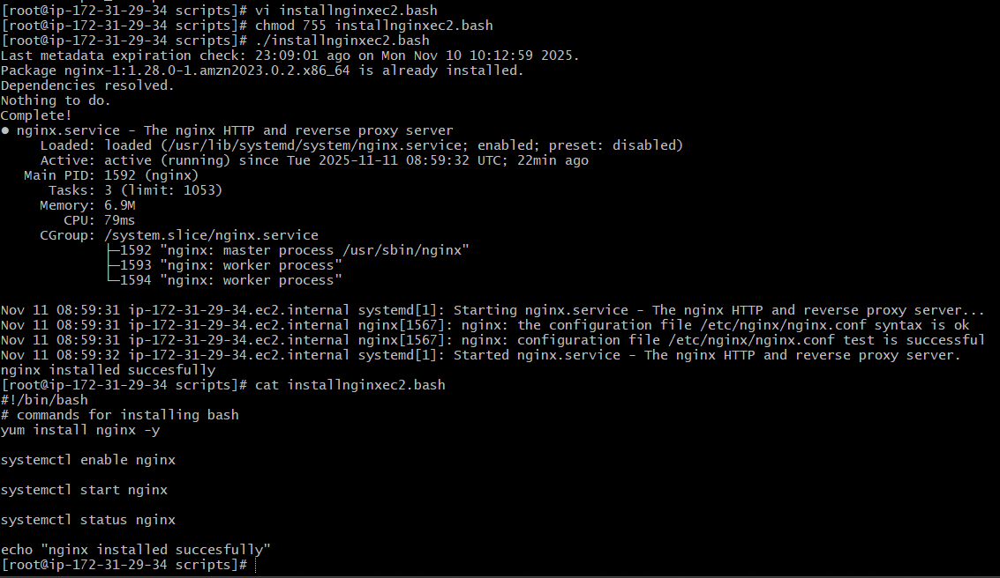 [root@ip-172-31-29-34 scripts]# vi installnginxec2.bash
[root@ip-172-31-29-34 scripts]# chmod 755 installnginxec2.bash
[root@ip-172-31-29-34 scripts]# ./installnginxec2.bash
Last metadata expiration check: 23:09:01 ago on Mon Nov 10 10:12:59 2025.
Package nginx-1:1.28.0-1.amzn2023.0.2.x86_64 is already installed.
Dependencies resolved.
Nothing to do.
Complete!
● nginx.service - The nginx HTTP and reverse proxy server
     Loaded: loaded (/usr/lib/systemd/system/nginx.service; enabled; preset: disabled)
     Active: active (running) since Tue 2025-11-11 08:59:32 UTC; 22min ago
   Main PID: 1592 (nginx)
      Tasks: 3 (limit: 1053)
     Memory: 6.9M
        CPU: 79ms
     CGroup: /system.slice/nginx.service
             ├─1592 "nginx: master process /usr/sbin/nginx"
             ├─1593 "nginx: worker process"
             └─1594 "nginx: worker process"
Nov 11 08:59:31 ip-172-31-29-34.ec2.internal systemd[1]: Starting nginx.service - The nginx HTTP and reverse proxy server...
Nov 11 08:59:31 ip-172-31-29-34.ec2.internal nginx[1567]: nginx: the configuration file /etc/nginx/nginx.conf syntax is ok
Nov 11 08:59:31 ip-172-31-29-34.ec2.internal nginx[1567]: nginx: configuration file /etc/nginx/nginx.conf test is successful
Nov 11 08:59:32 ip-172-31-29-34.ec2.internal systemd[1]: Started nginx.service - The nginx HTTP and reverse proxy server.
nginx installed succesfully
[root@ip-172-31-29-34 scripts]# cat installnginxec2.bash
#!/bin/bash
# commands for installing bash
yum install nginx -y
systemctl enable nginx
systemctl start nginx
systemctl status nginx
echo "nginx installed succesfully"
[root@ip-172-31-29-34 scripts]#